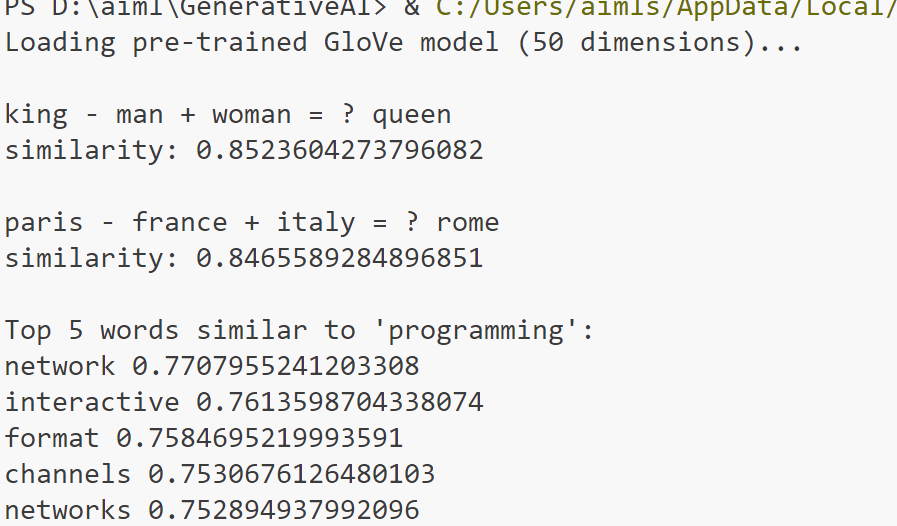 PS D:\aiml\GenerativeAI> & C:/Users/aimls/AppData/Local/
Loading pre-trained GloVe model (50 dimensions)...
king - man + woman = ? queen
similarity: 0.8523604273796082
paris - france + italy = ? rome
similarity: 0.8465589284896851
Top 5 words similar to 'programming':
network 0.7707955241203308
interactive 0.7613598704338074
format 0.7584695219993591
channels 0.7530676126480103
networks 0.752894937992096